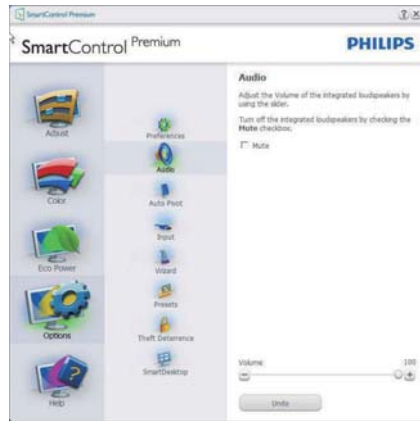 SmartControl Premium
SmartControl Premium
PHILIPS
Adjust
Color
Eco Power
Options
Help
Preferences
Audio
Auto Pivot
Input
Wizard
Presets
Theft Deterrence
SmartDesktop
Audio
Adjust the Volume of the integrated loudspeakers by
using the slider.
Turn off the integrated loudspeakers by checking the
Mute checkbox.
Mute
Volume 100
Undo